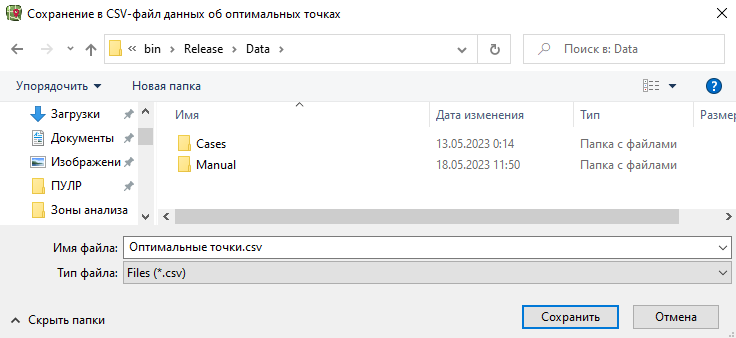 Сохранение в CSV-файл данных об оптимальных точках
« bin › Release › Data ›
Поиск в: Data
Упорядочить
Новая папка
Имя
Дата изменения
Тип
Размер
Загрузки
Документы
Изображени
ПУЛР
Зоны анализа
Cases
13.05.2023 0:14
Папка с файлами
Manual
18.05.2023 11:50
Папка с файлами
Имя файла: Оптимальные точки.csv
Тип файла: Files (*.csv)
Скрыть папки
Сохранить
Отмена